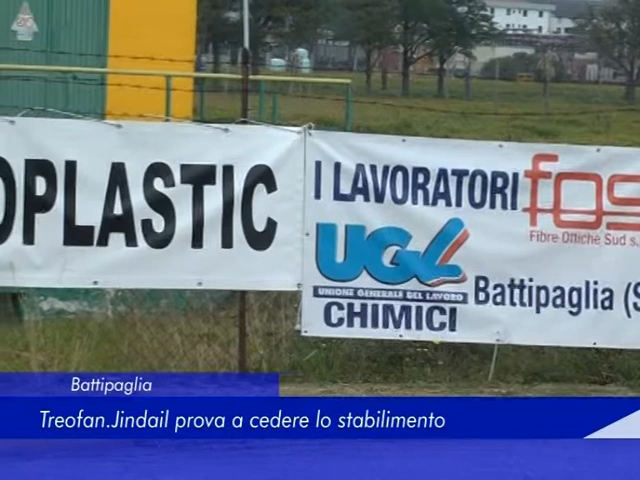 OPLASTIC
I LAVORATORI fos
Fibre Ottiche Sud s.
UGL
UNIONE GENERALE DEL LAVORO
CHIMICI
Battipaglia (S
Battipaglia
Treofan.Jindail prova a cedere lo stabilimento